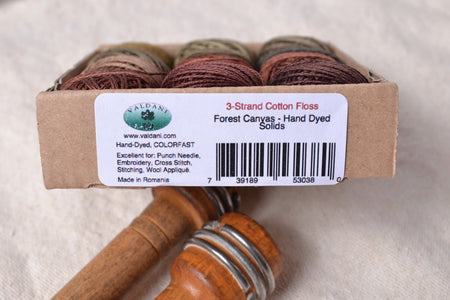 VALDANI
www.valdani.com
Hand-Dyed, COLORFAST
Excellent for: Punch Needle,
Embroidery, Cross Stitch,
Stitching, Wool Appliqué.
Made in Romania
3-Strand Cotton Floss
Forest Canvas - Hand Dyed
Solids
7 39189 53038